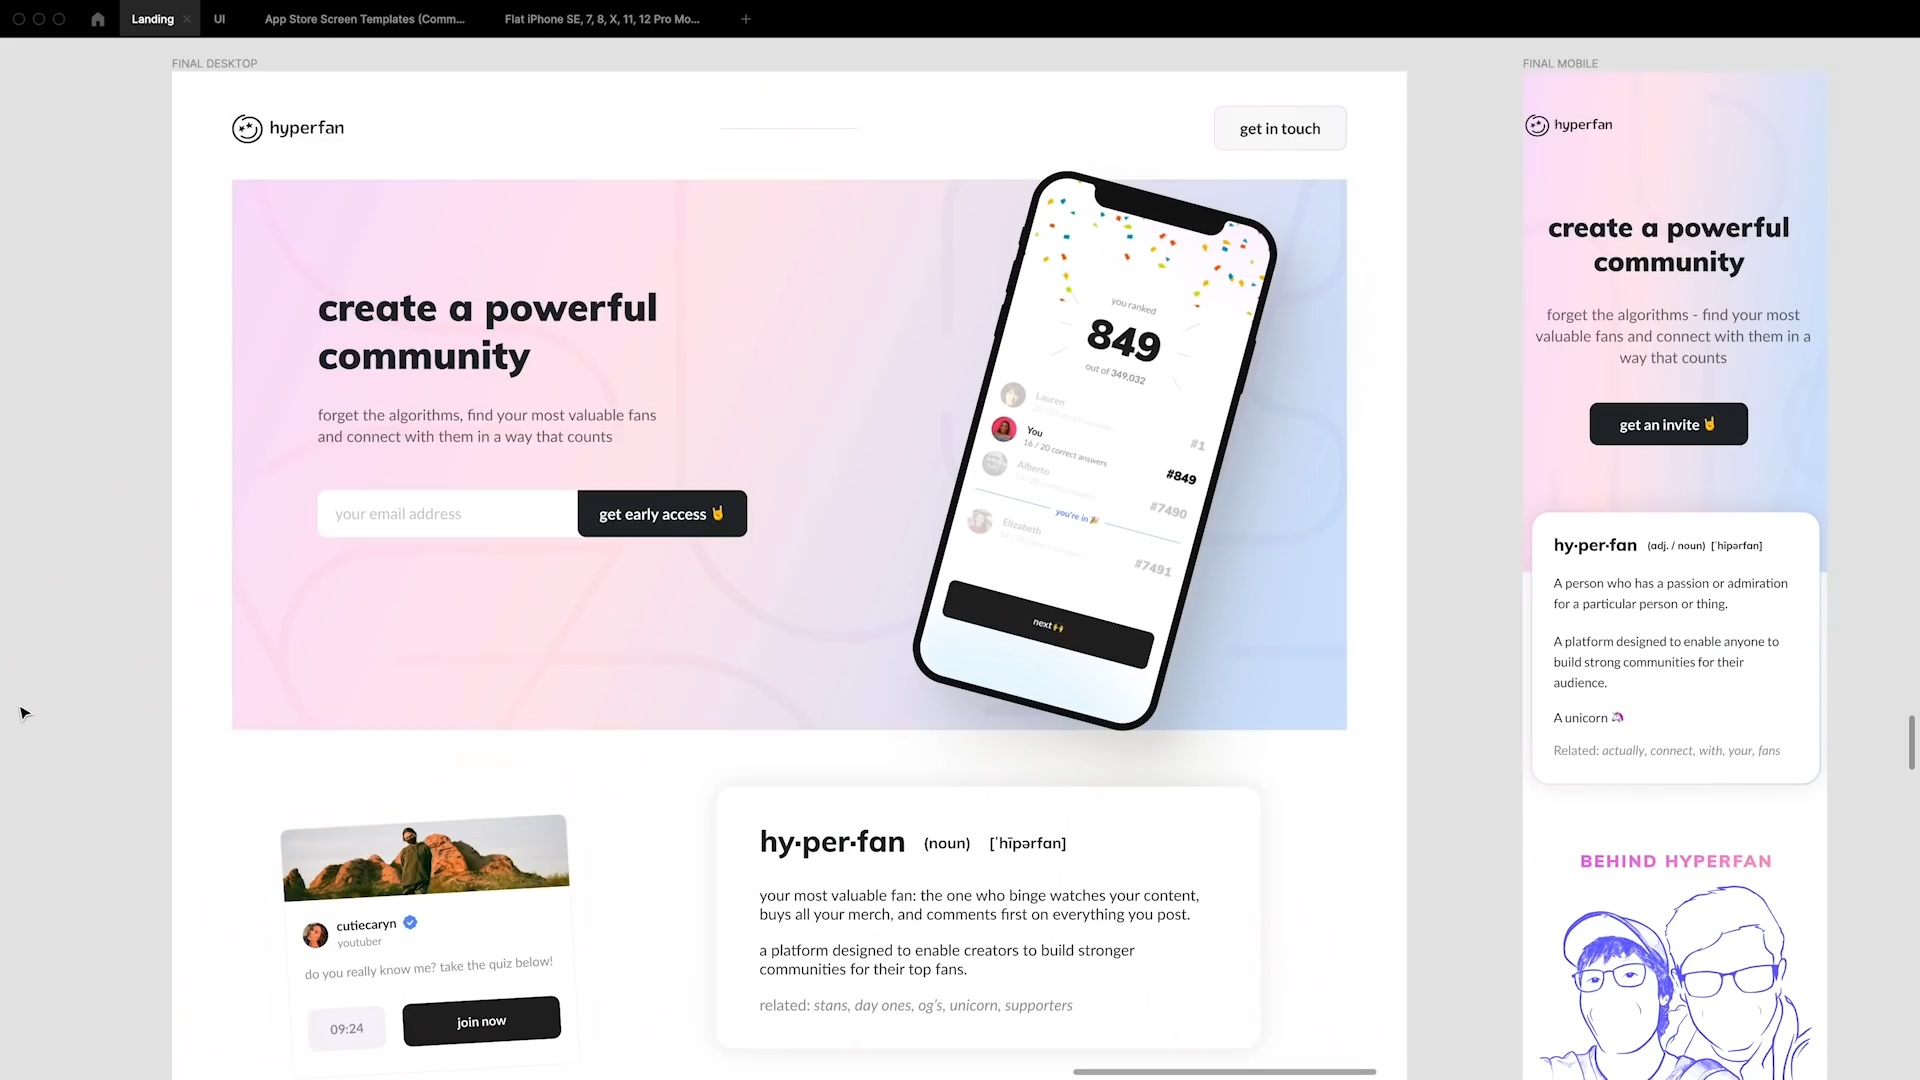 Landing
UI
App Store Screen Templates (Comm...
Flat iPhone SE, 7, 8, X, 11, 12 Pro Mo...
FINAL DESKTOP
hyperfan
get in touch
create a powerful
community
forget the algorithms, find your most valuable fans
and connect with them in a way that counts
your email address
get early access 🤘
you ranked
849
out of 349.032
Lauren
#1
You
16 / 20 correct answers
#849
Alberto
#7490
you're in 🎉
Elizabeth
#7491
next 🙌
cutiecaryn
youtuber
do you really know me? take the quiz below!
09:24
join now
hy·per·fan (noun) [ˈhīpərfan]
your most valuable fan: the one who binge watches your content,
buys all your merch, and comments first on everything you post.
a platform designed to enable creators to build stronger
communities for their top fans.
related: stans, day ones, og's, unicorn, supporters
FINAL MOBILE
hyperfan
create a powerful
community
forget the algorithms - find your most
valuable fans and connect with them in a
way that counts
get an invite 🤘
hy·per·fan (adj. / noun) [ˈhīpərfan]
A person who has a passion or admiration
for a particular person or thing.
A platform designed to enable anyone to
build strong communities for their
audience.
A unicorn 🦄
Related: actually, connect, with, your, fans
BEHIND HYPERFAN